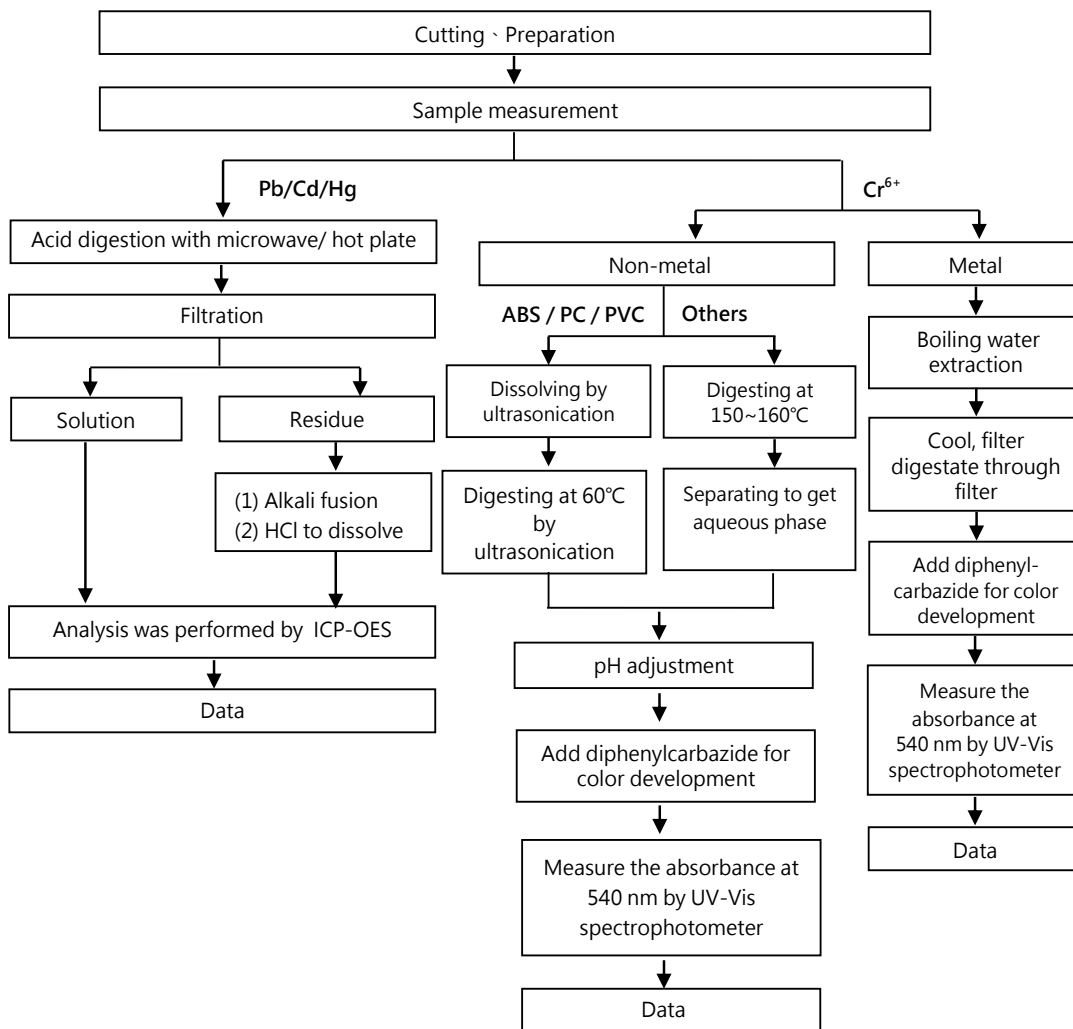 Cutting、Preparation
Sample measurement
Pb/Cd/Hg
Acid digestion with microwave/ hot plate
Filtration
Solution
Residue
(1) Alkali fusion
(2) HCl to dissolve
Analysis was performed by ICP-OES
Data
Cr⁶⁺
Non-metal
ABS / PC / PVC
Others
Dissolving by
ultrasonication
Digesting at
150~160℃
Digesting at 60℃
by
ultrasonication
Separating to get
aqueous phase
pH adjustment
Add diphenylcarbazide for
color development
Measure the absorbance at
540 nm by UV-Vis
spectrophotometer
Data
Metal
Boiling water
extraction
Cool, filter
digestate through
filter
Add diphenyl-
carbazide for color
development
Measure the
absorbance at
540 nm by UV-Vis
spectrophotometer
Data